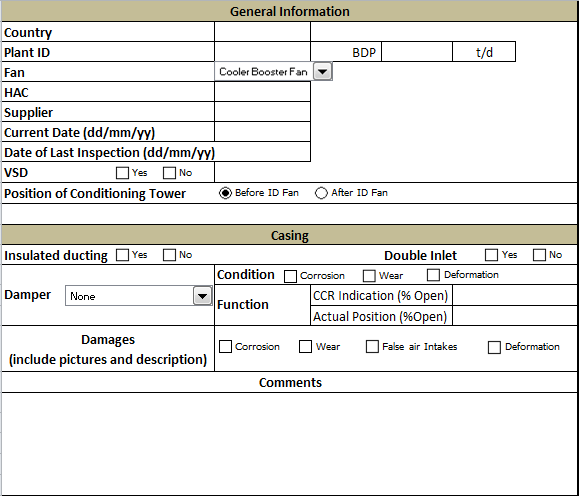 General Information
Country
Plant ID BDP t/d
Fan Cooler Booster Fan
HAC
Supplier
Current Date (dd/mm/yy)
Date of Last Inspection (dd/mm/yy)
VSD Yes No
Position of Conditioning Tower Before ID Fan After ID Fan
Casing
Insulated ducting Yes No Double Inlet Yes No
Condition Corrosion Wear Deformation
Damper None
Function
CCR Indication (% Open)
Actual Position (%Open)
Damages
(include pictures and description)
Corrosion Wear False air Intakes Deformation
Comments